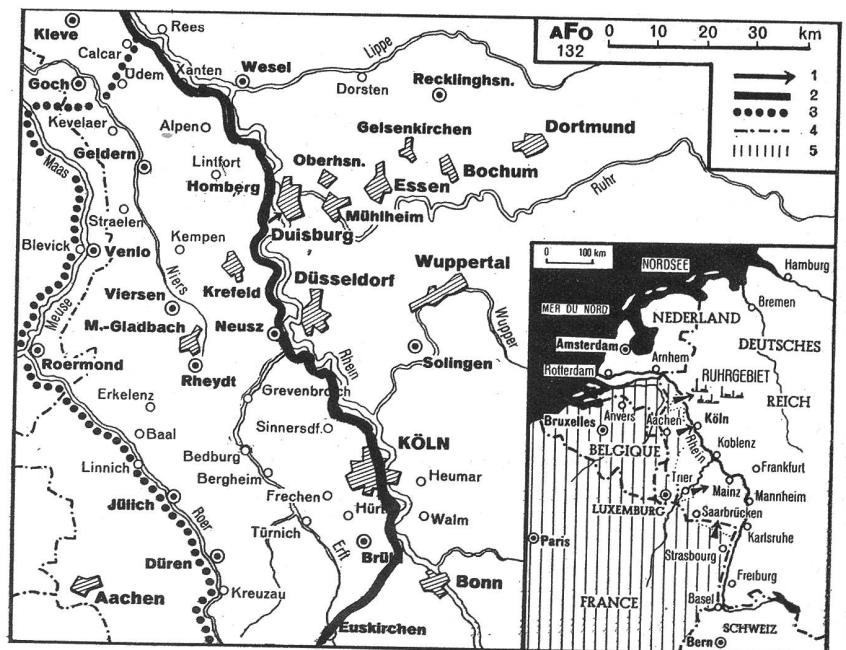 Kleve
Rees
Calcar
Üdem
Xanten
Wesel
Lippe
Dorsten
Recklinghsn.
Goch
Kevelaer
Alpen
Geldern
Lintfort
Homberg
Oberhsn.
Gelsenkirchen
Dortmund
Bochum
Essen
Ruhr
Mühlheim
Duisburg
Maas
Straelen
Blevick
Venlo
Kempen
Niers
Krefeld
Düsseldorf
Wuppertal
Wupper
Meuse
Viersen
M.-Gladbach
Neusz
Rhein
Solingen
Roermond
Rheydt
Grevenbroich
Erkelenz
Sinnersdf.
Baal
Linnich
Bedburg
Bergheim
KÖLN
Heumar
Jülich
Roer
Frechen
Hürth
Walm
Türnich
Erft
Brühl
Düren
Kreuzau
Bonn
Aachen
Euskirchen
AFO
132
0 10 20 30 km
1
2
3
4
5
0 100 km
NORDSEE
Hamburg
MER DU NORD
Bremen
NEDERLAND
Amsterdam
DEUTSCHES
REICH
Arnhem
Rotterdam
RUHRGEBIET
Anvers
Bruxelles
Aachen
Köln
Rhein
BELGIQUE
Koblenz
Frankfurt
Trier
Mainz
Mannheim
LUXEMBURG
Saarbrücken
Karlsruhe
Paris
Strasbourg
Freiburg
FRANCE
Basel
SCHWEIZ
Bern